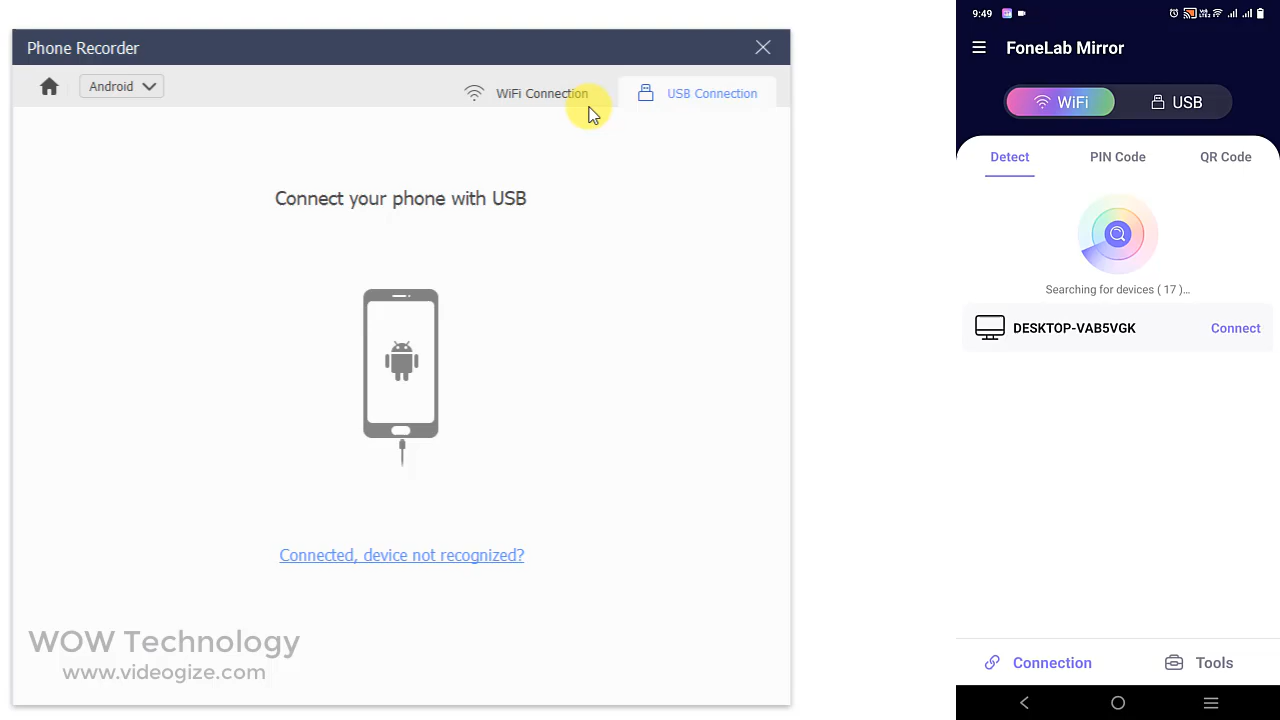 Phone Recorder
Android
WiFi Connection
USB Connection
Connect your phone with USB
Connected, device not recognized?
WOW Technology
www.videogize.com
9:49
FoneLab Mirror
WiFi
USB
Detect
PIN Code
QR Code
Searching for devices ( 17 )...
DESKTOP-VAB5VGK
Connect
Connection
Tools